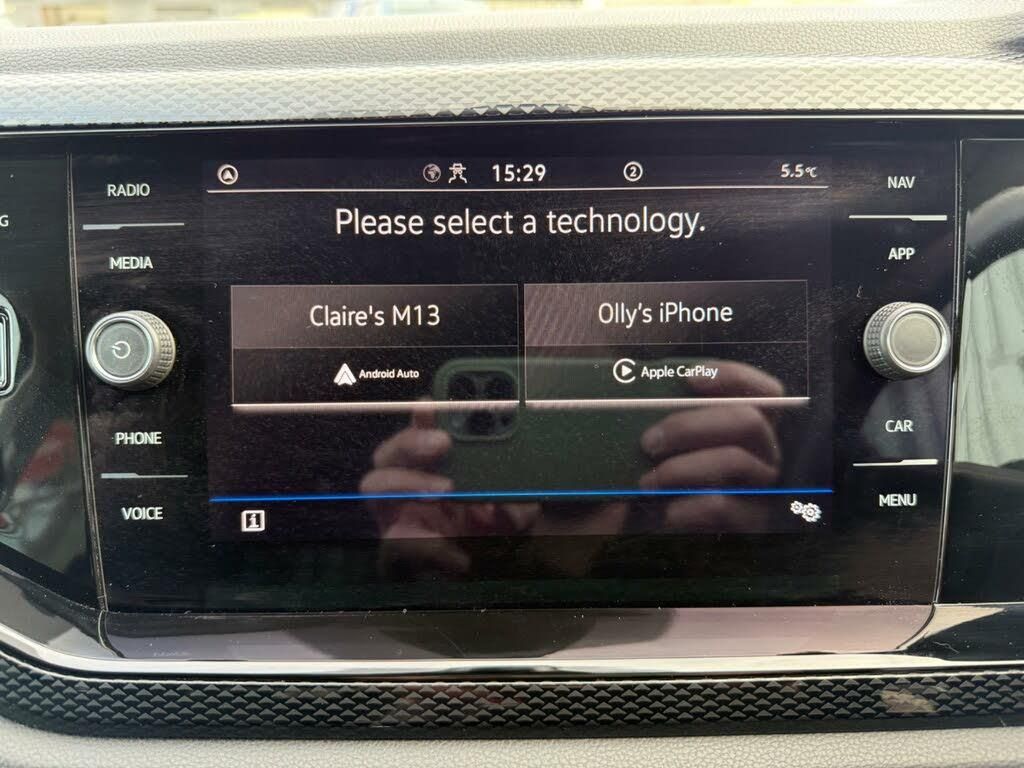 RADIO
MEDIA
PHONE
VOICE
G
15:29
2
5.5°C
Please select a technology.
Claire's M13
Android Auto
Olly's iPhone
Apple CarPlay
i
NAV
APP
CAR
MENU